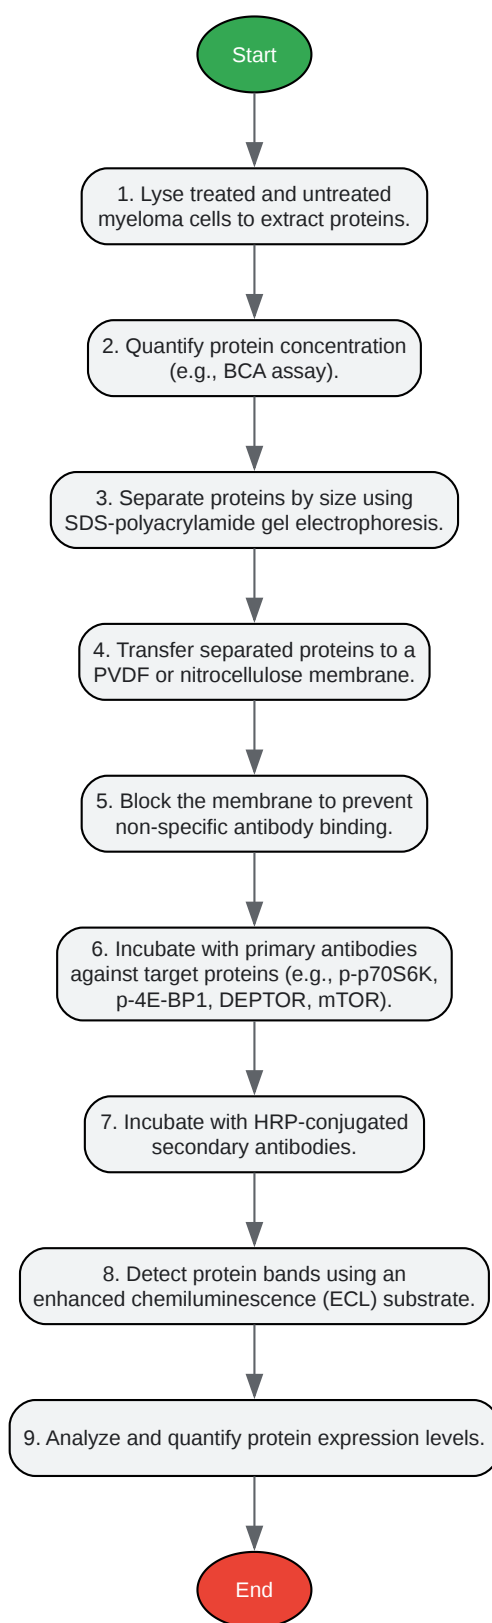 Start
1. Lyse treated and untreated
myeloma cells to extract proteins.
2. Quantify protein concentration
(e.g., BCA assay).
3. Separate proteins by size using
SDS-polyacrylamide gel electrophoresis.
4. Transfer separated proteins to a
PVDF or nitrocellulose membrane.
5. Block the membrane to prevent
non-specific antibody binding.
6. Incubate with primary antibodies
against target proteins (e.g., p-p70S6K,
p-4E-BP1, DEPTOR, mTOR).
7. Incubate with HRP-conjugated
secondary antibodies.
8. Detect protein bands using an
enhanced chemiluminescence (ECL) substrate.
9. Analyze and quantify protein expression levels.
End